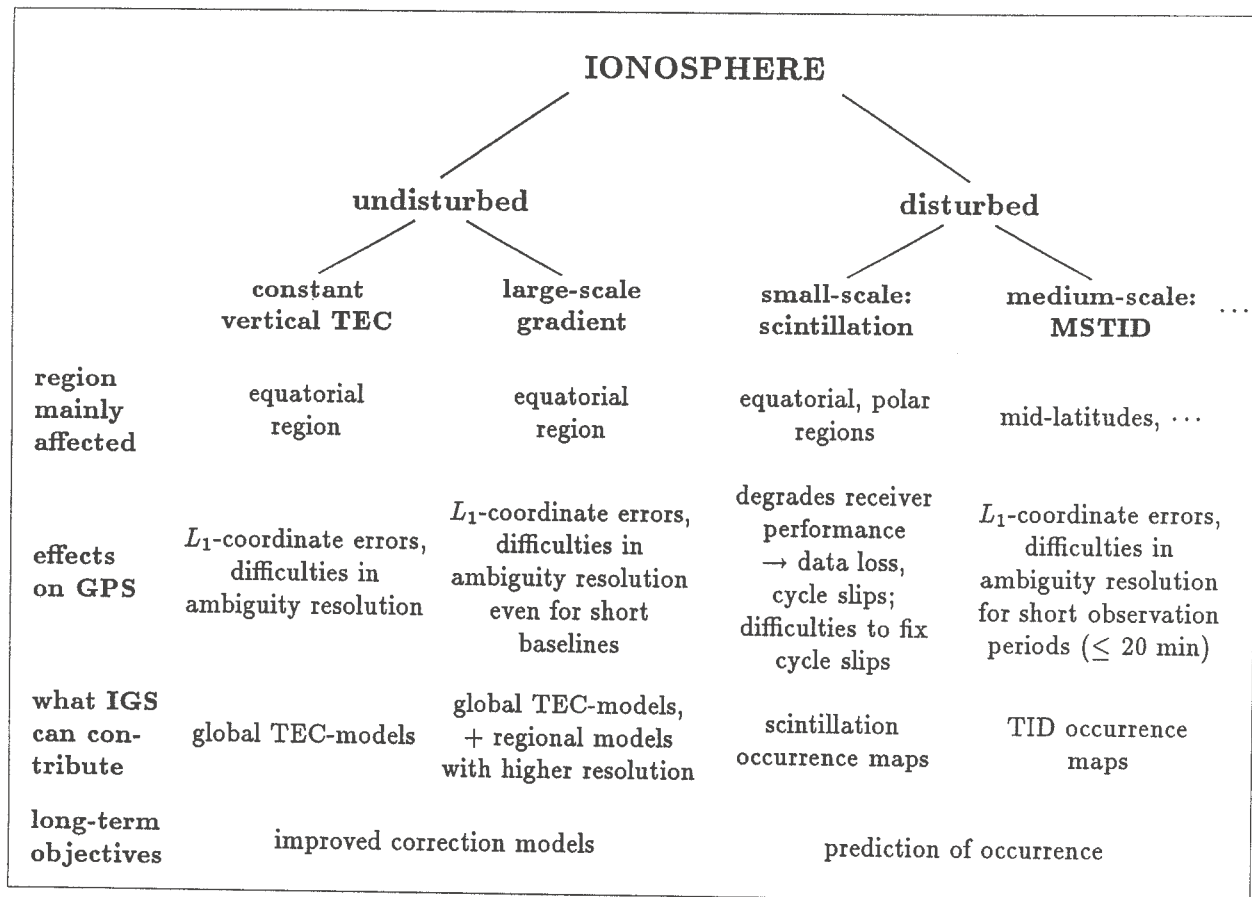 IONOSPHERE
undisturbed
disturbed
constant
vertical TEC
large-scale
gradient
small-scale:
scintillation
medium-scale:
MSTID
...
region
mainly
affected
equatorial
region
equatorial
region
equatorial, polar
regions
mid-latitudes, ...
effects
on GPS
L₁-coordinate errors,
difficulties in
ambiguity resolution
L₁-coordinate errors,
difficulties in
ambiguity resolution
even for short
baselines
degrades receiver
performance
→ data loss,
cycle slips;
difficulties to fix
cycle slips
L₁-coordinate errors,
difficulties in
ambiguity resolution
for short observation
periods (≤ 20 min)
what IGS
can con-
tribute
global TEC-models
global TEC-models,
+ regional models
with higher resolution
scintillation
occurrence maps
TID occurrence
maps
long-term
objectives
improved correction models
prediction of occurrence